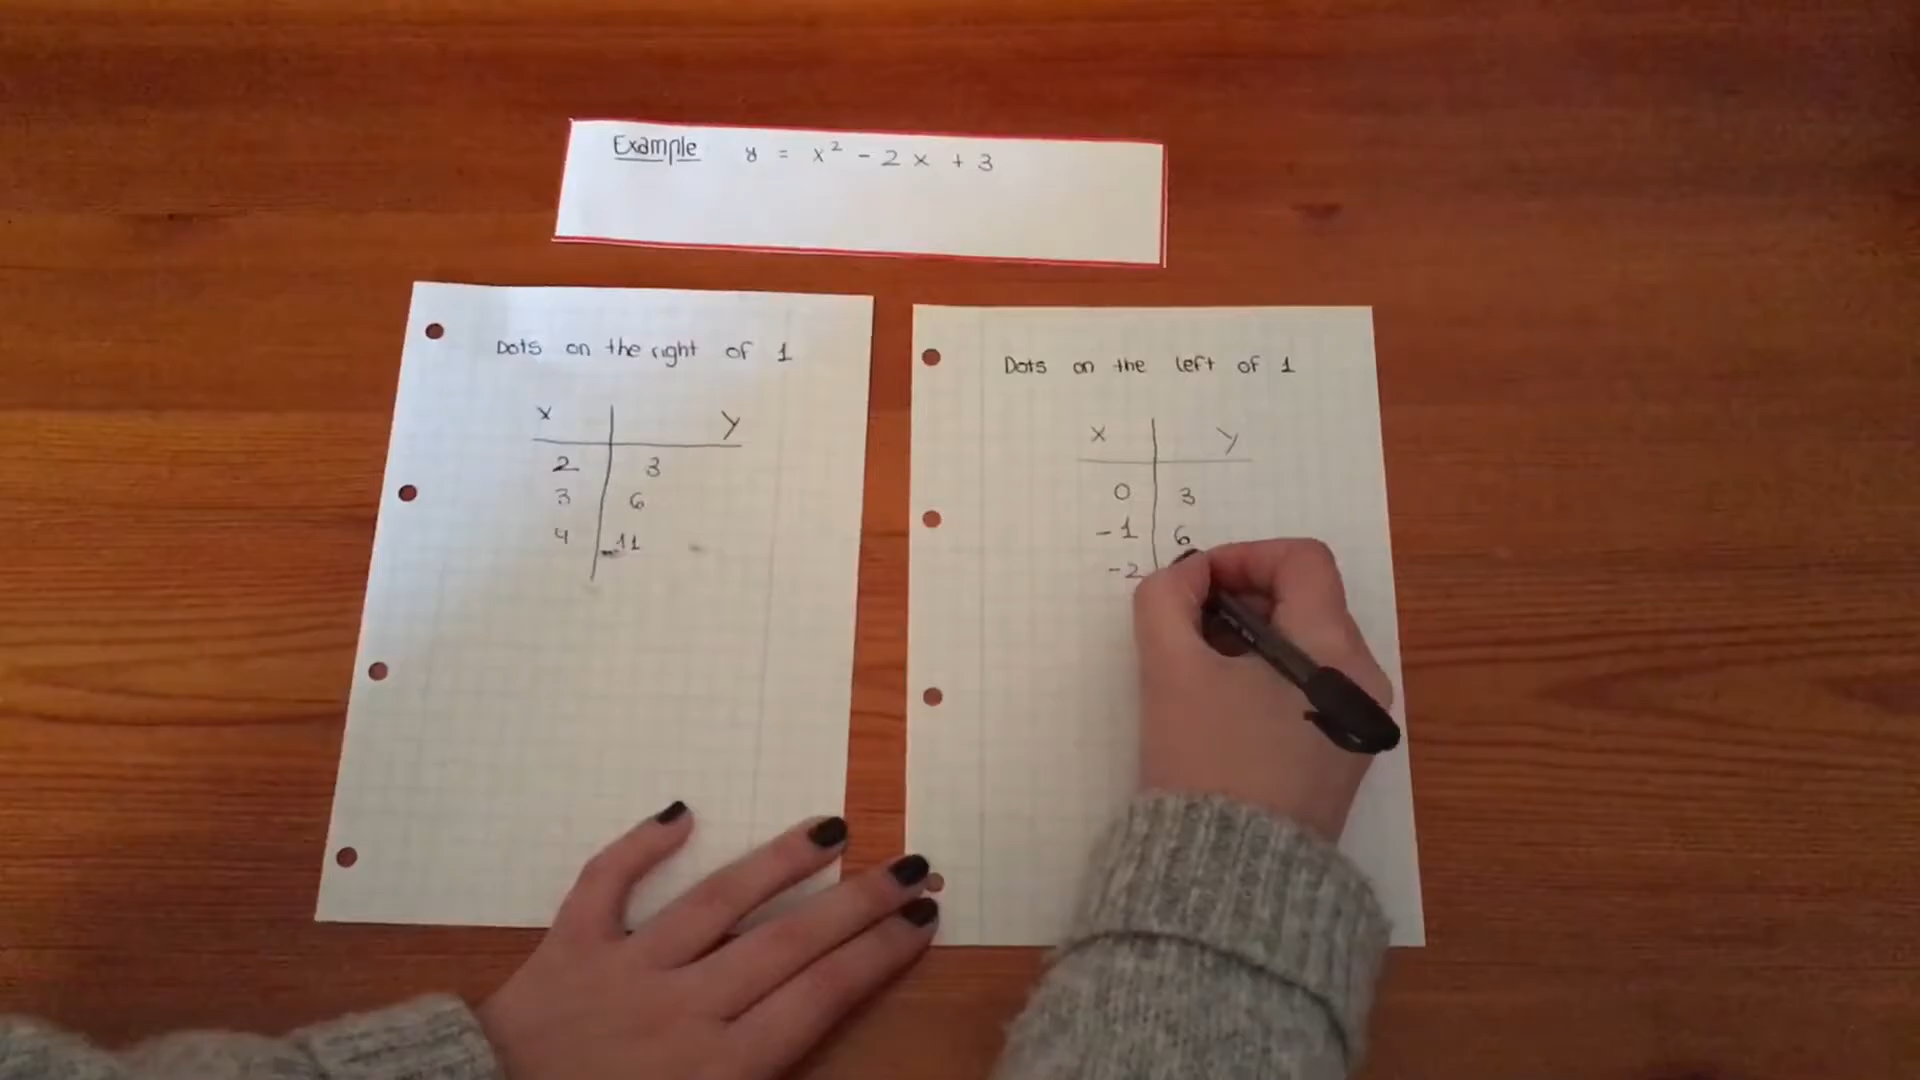 Example y = x² - 2x + 3
Dots on the right of 1
x y
2 3
3 6
4 11
Dots on the left of 1
x y
0 3
-1 6
-2